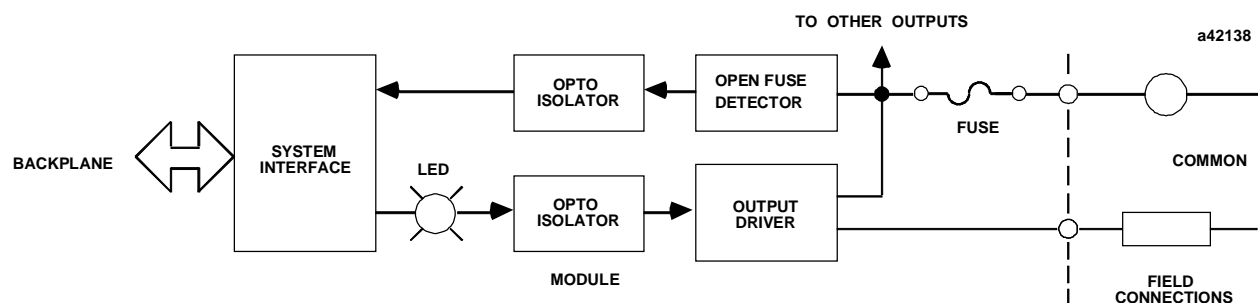 TO OTHER OUTPUTS
a42138
OPTO
ISOLATOR
OPEN FUSE
DETECTOR
FUSE
BACKPLANE
SYSTEM
INTERFACE
LED
COMMON
OPTO
ISOLATOR
OUTPUT
DRIVER
MODULE
FIELD
CONNECTIONS